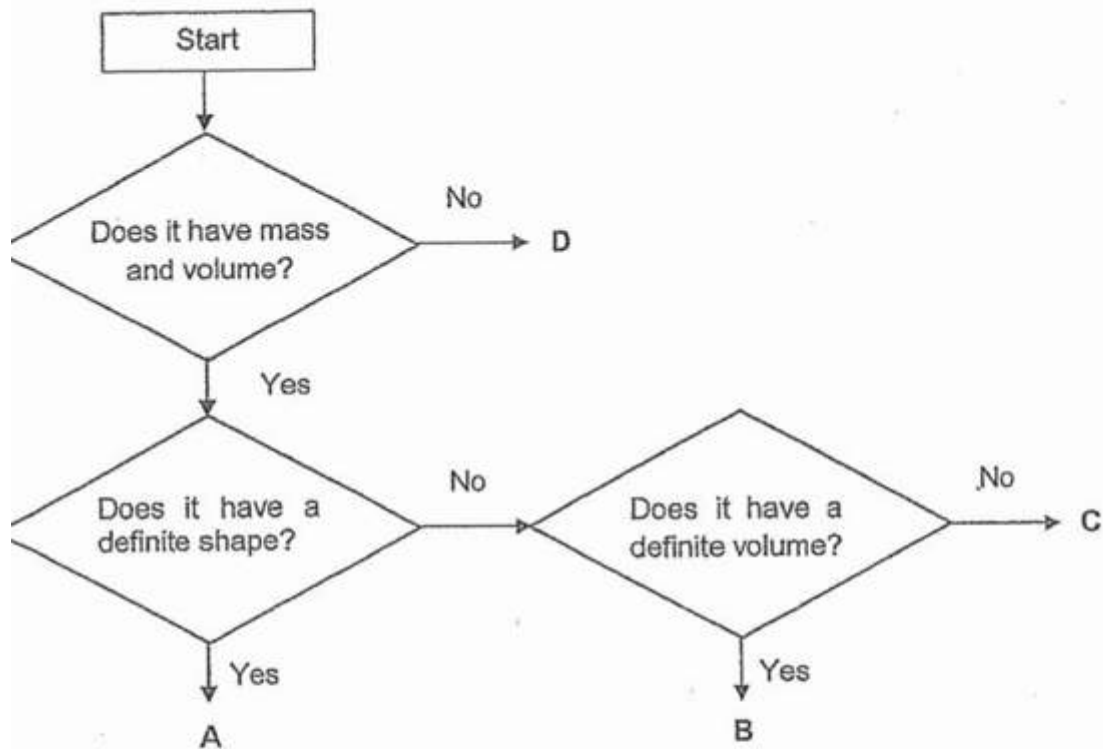 Start
No
Does it have mass
and volume?
D
Yes
No
No
Does it have a
definite shape?
Does it have a
definite volume?
C
Yes
Yes
A
B